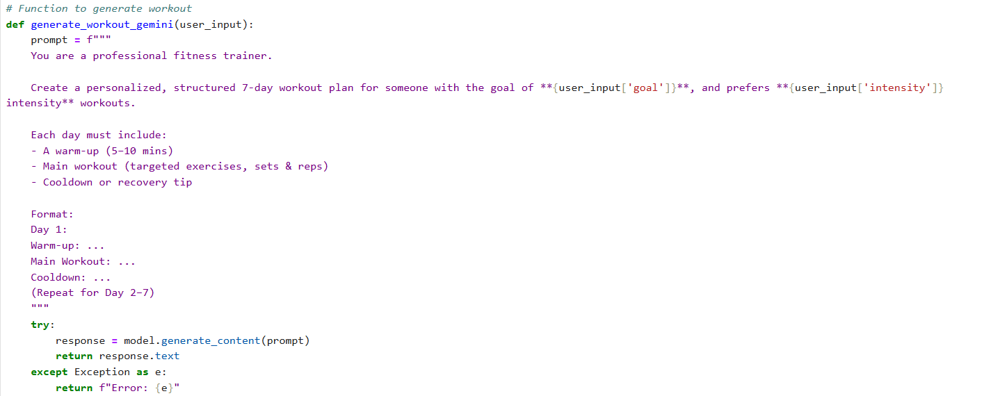 # Function to generate workout
def generate_workout_gemini(user_input):
    prompt = f"""
    You are a professional fitness trainer.

    Create a personalized, structured 7-day workout plan for someone with the goal of **{user_input['goal']}**, and prefers **{user_input['intensity']}
intensity** workouts.

    Each day must include:
    - A warm-up (5–10 mins)
    - Main workout (targeted exercises, sets & reps)
    - Cooldown or recovery tip

    Format:
    Day 1:
    Warm-up: ...
    Main Workout: ...
    Cooldown: ...
    (Repeat for Day 2–7)
    """
    try:
        response = model.generate_content(prompt)
        return response.text
    except Exception as e:
        return f"Error: {e}"